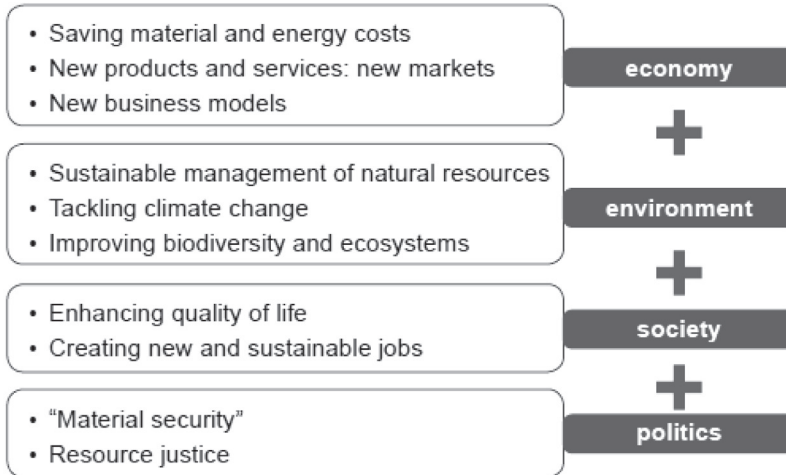 • Saving material and energy costs
• New products and services: new markets
• New business models
economy
• Sustainable management of natural resources
• Tackling climate change
• Improving biodiversity and ecosystems
environment
• Enhancing quality of life
• Creating new and sustainable jobs
society
• “Material security”
• Resource justice
politics